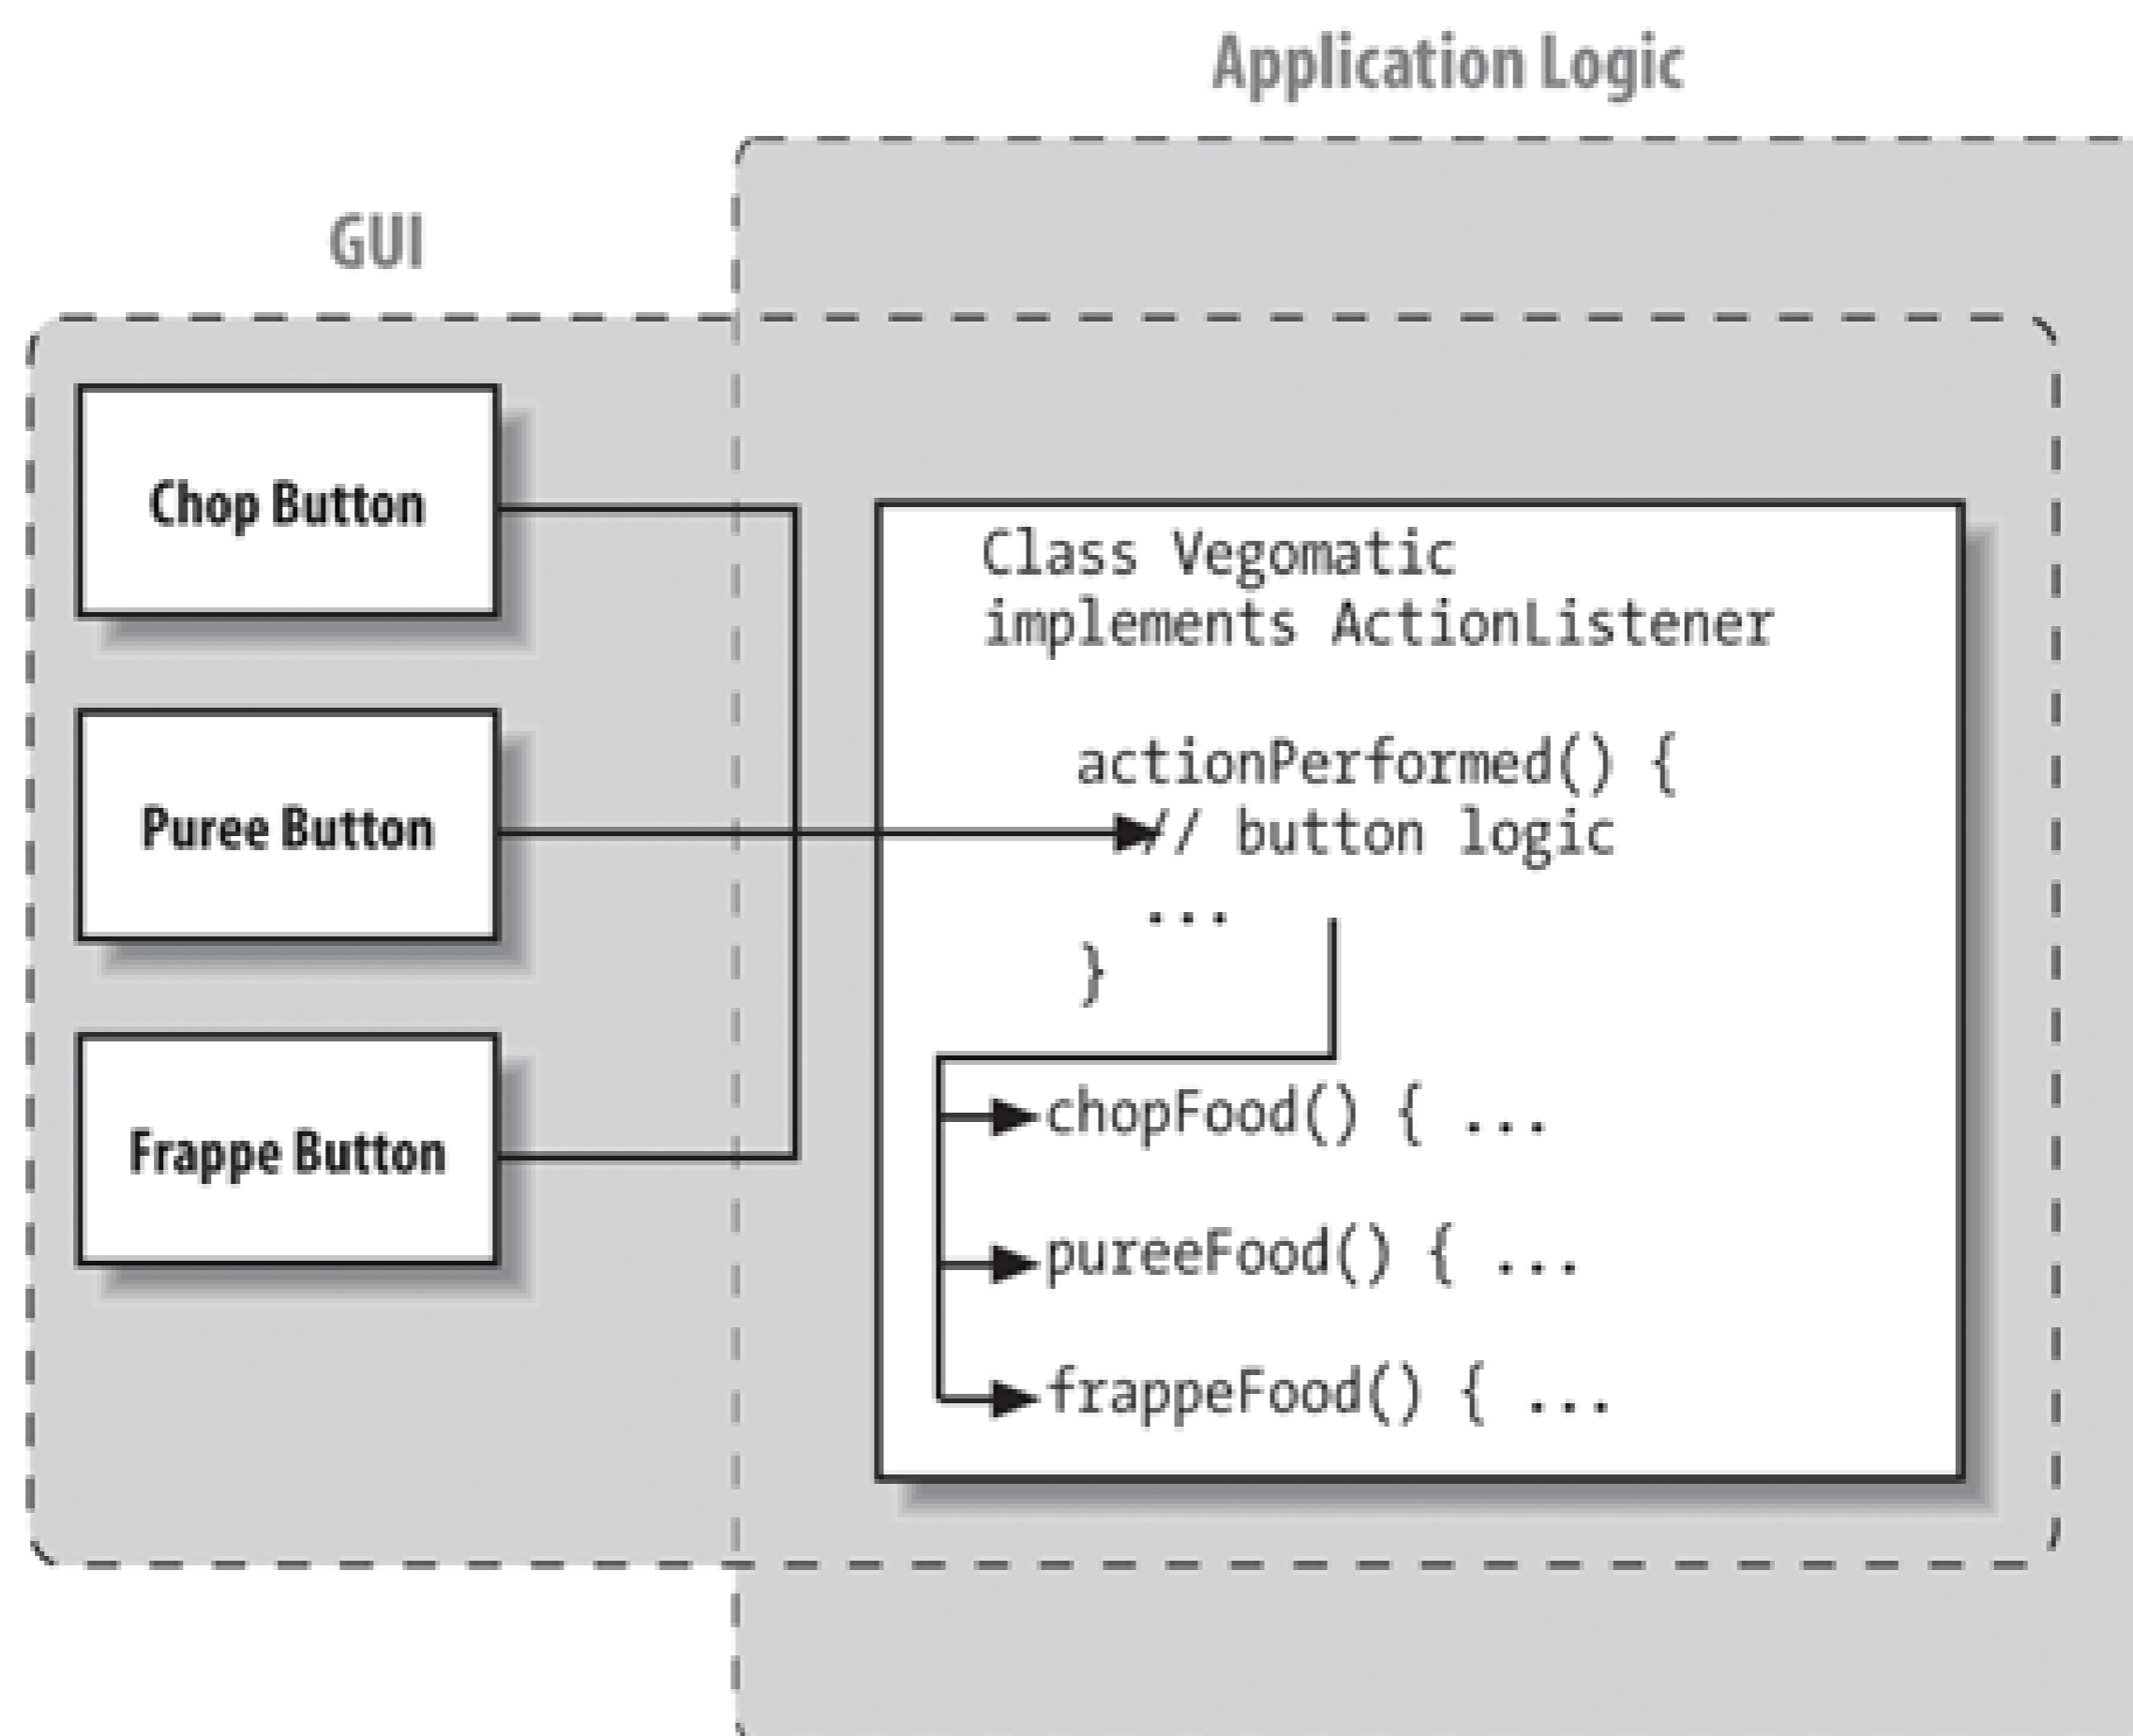 Application Logic
GUI
Chop Button
Puree Button
Frappe Button
Class Vegomatic
implements ActionListener
actionPerformed() {
// button logic
...
}
chopFood() { ...
pureeFood() { ...
frappeFood() { ...